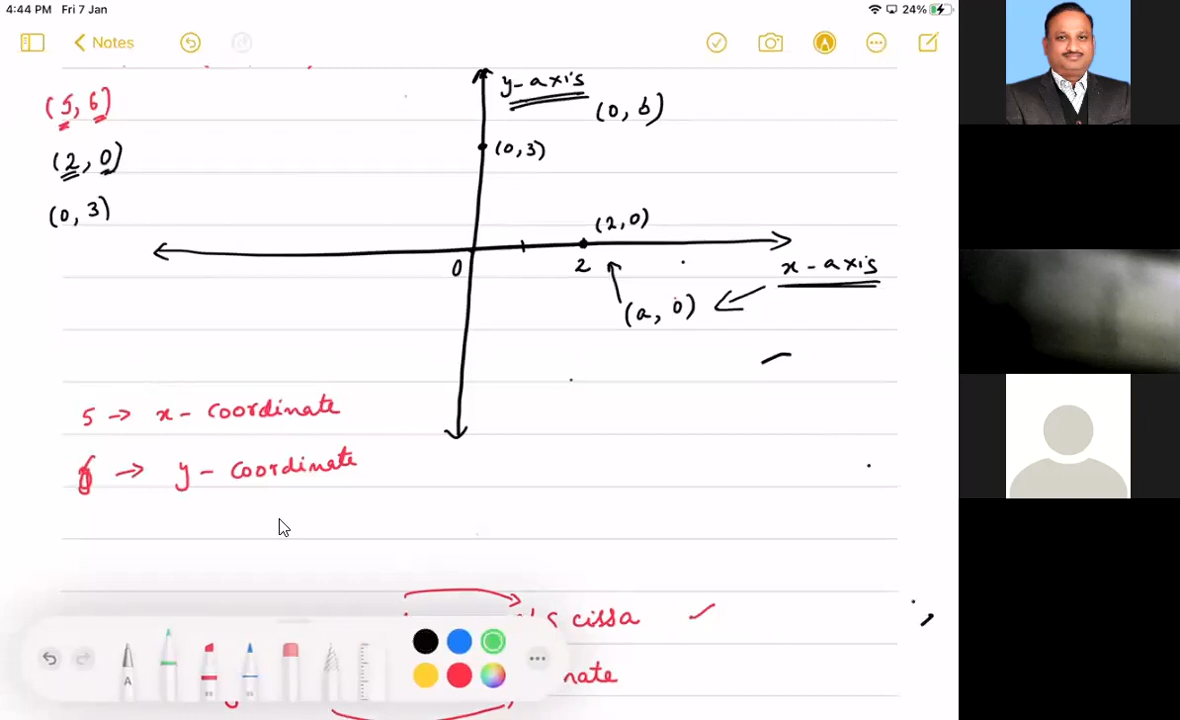 4:44 PM Fri 7 Jan
24%
Notes
y-axis
(5, 6)
(0, b)
(0, 3)
(2, 0)
(0, 3)
(2, 0)
0
2
x-axis
(a, 0)
5 → x- coordinate
→ y- coordinate
cissa ✓
nate
A